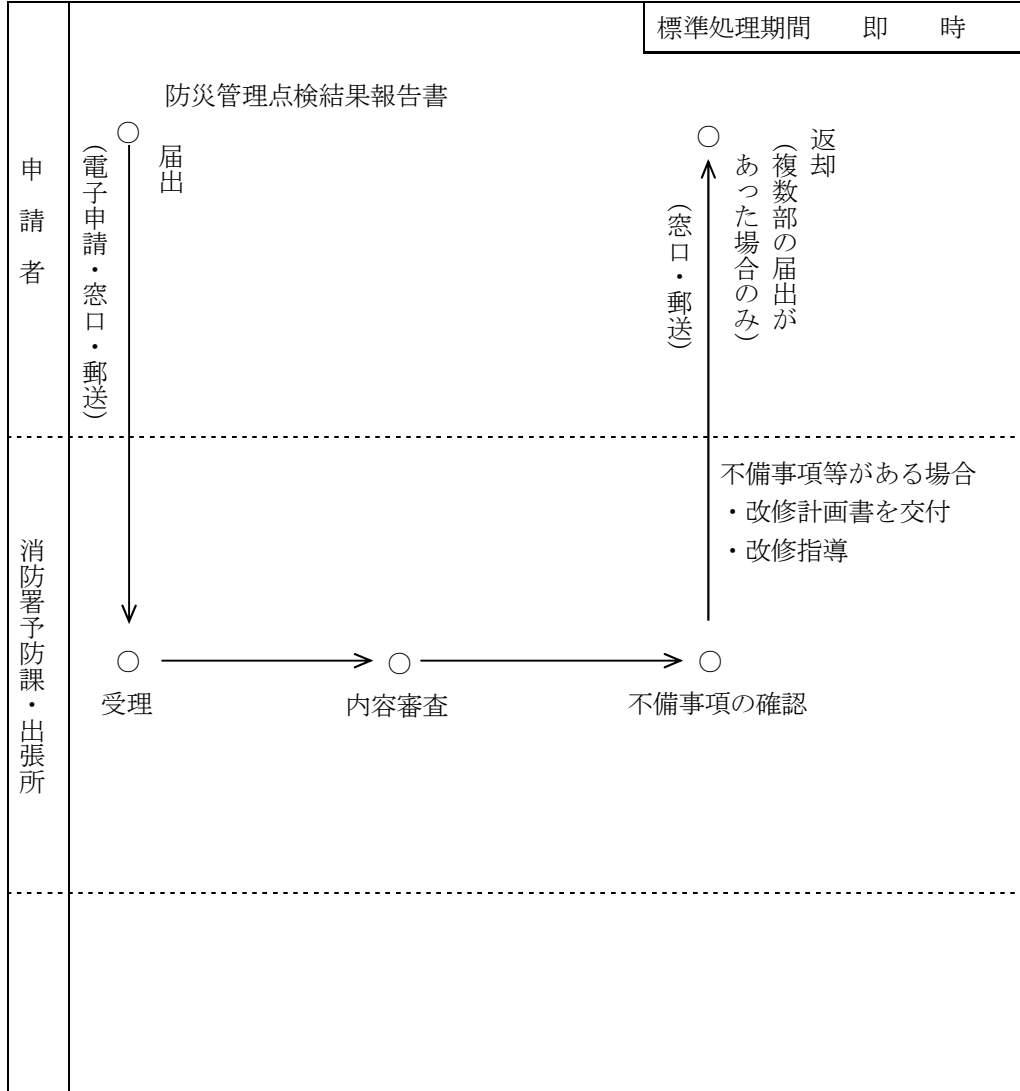 標準処理期間　　即　　時
防災管理点検結果報告書
申請者
届出
(電子申請・窓口・郵送)
返却
(複数部の届出が
あった場合のみ)
(窓口・郵送)
消防署予防課・出張所
不備事項等がある場合
・改修計画書を交付
・改修指導
受理
内容審査
不備事項の確認